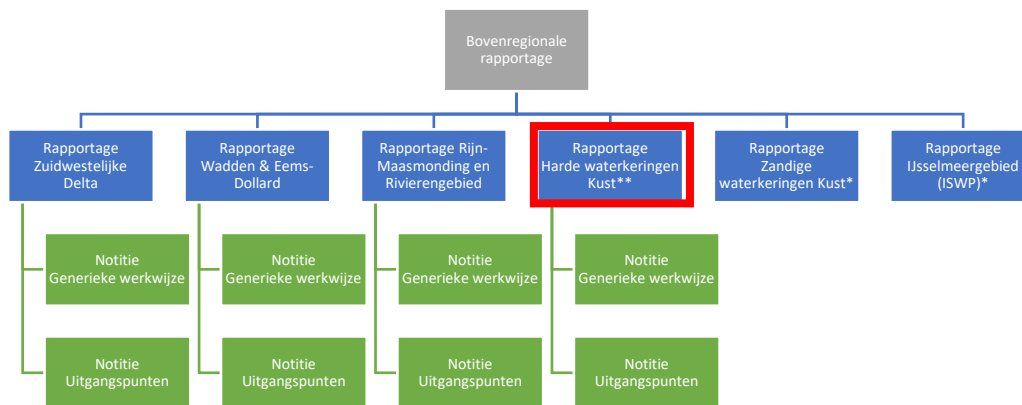 Bovenregionale
rapportage
Rapportage
Zuidwestelijke
Delta
Rapportage
Wadden & Eems-
Dollard
Rapportage Rijn-
Maasmonding en
Rivierengebied
Rapportage
Harde waterkeringen
Kust**
Rapportage
Zandige
waterkeringen Kust*
Rapportage
IJsselmeergebied
(ISWP)*
Notitie
Generieke werkwijze
Notitie
Generieke werkwijze
Notitie
Generieke werkwijze
Notitie
Generieke werkwijze
Notitie
Uitgangspunten
Notitie
Uitgangspunten
Notitie
Uitgangspunten
Notitie
Uitgangspunten